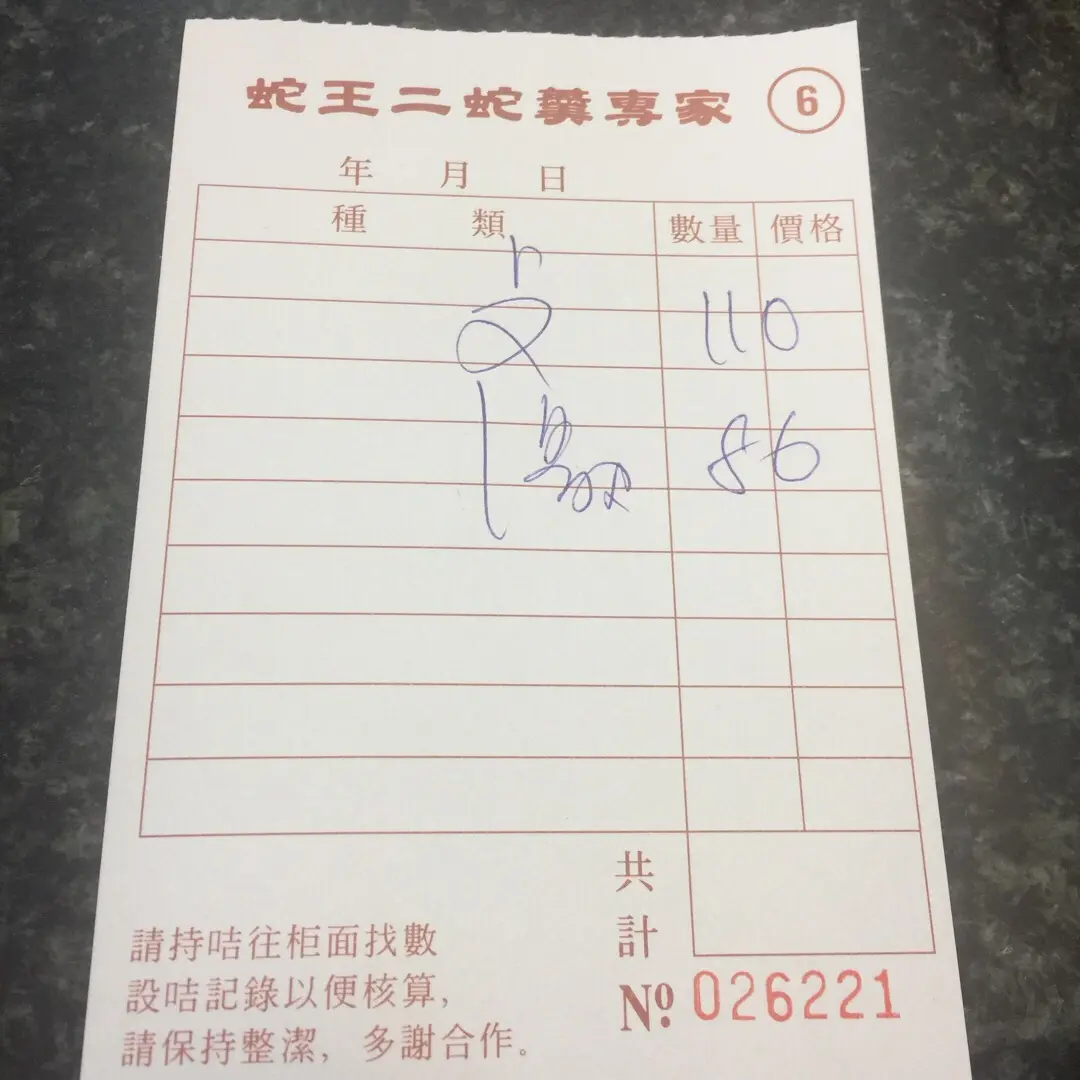 蛇王二蛇羹專家 6
年 月 日
種 類 數量 價格
110
86
共計
請持咭往柜面找數
設咭記錄以便核算,
請保持整潔, 多謝合作。
Nº 026221